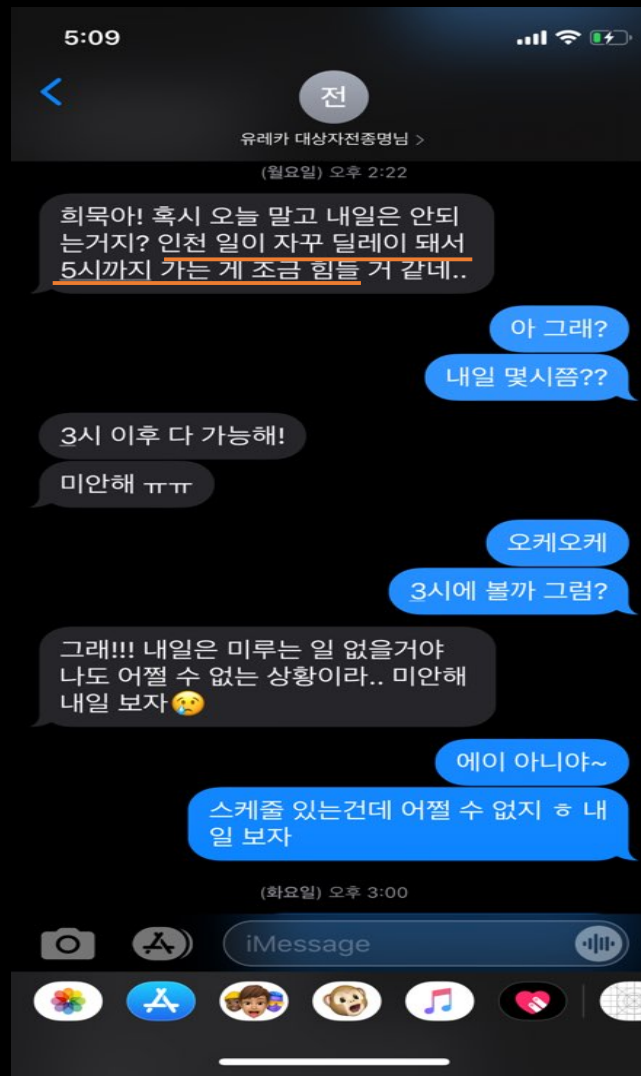 5:09
전
유레카 대상자전종명님 >
(월요일) 오후 2:22
희묵아! 혹시 오늘 말고 내일은 안되
는거지? 인천 일이 자꾸 딜레이 돼서
5시까지 가는 게 조금 힘들 거 같네..
아 그래?
내일 몇시쯤??
3시 이후 다 가능해!
미안해 ㅠㅠ
오케오케
3시에 볼까 그럼?
그래!!! 내일은 미루는 일 없을거야
나도 어쩔 수 없는 상황이라.. 미안해
내일 보자😢
에이 아니야~
스케줄 있는건데 어쩔 수 없지 ㅎ 내
일 보자
(화요일) 오후 3:00
iMessage